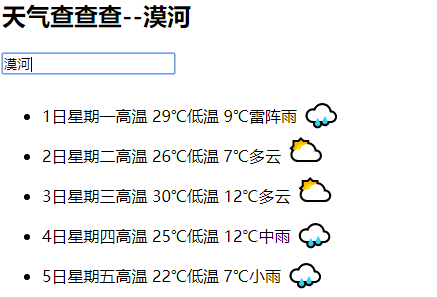 天气查查查--漠河
漠河
1日星期一高温 29℃低温 9℃雷阵雨
2日星期二高温 26℃低温 7℃多云
3日星期三高温 30℃低温 12℃多云
4日星期四高温 25℃低温 12℃中雨
5日星期五高温 22℃低温 7℃小雨